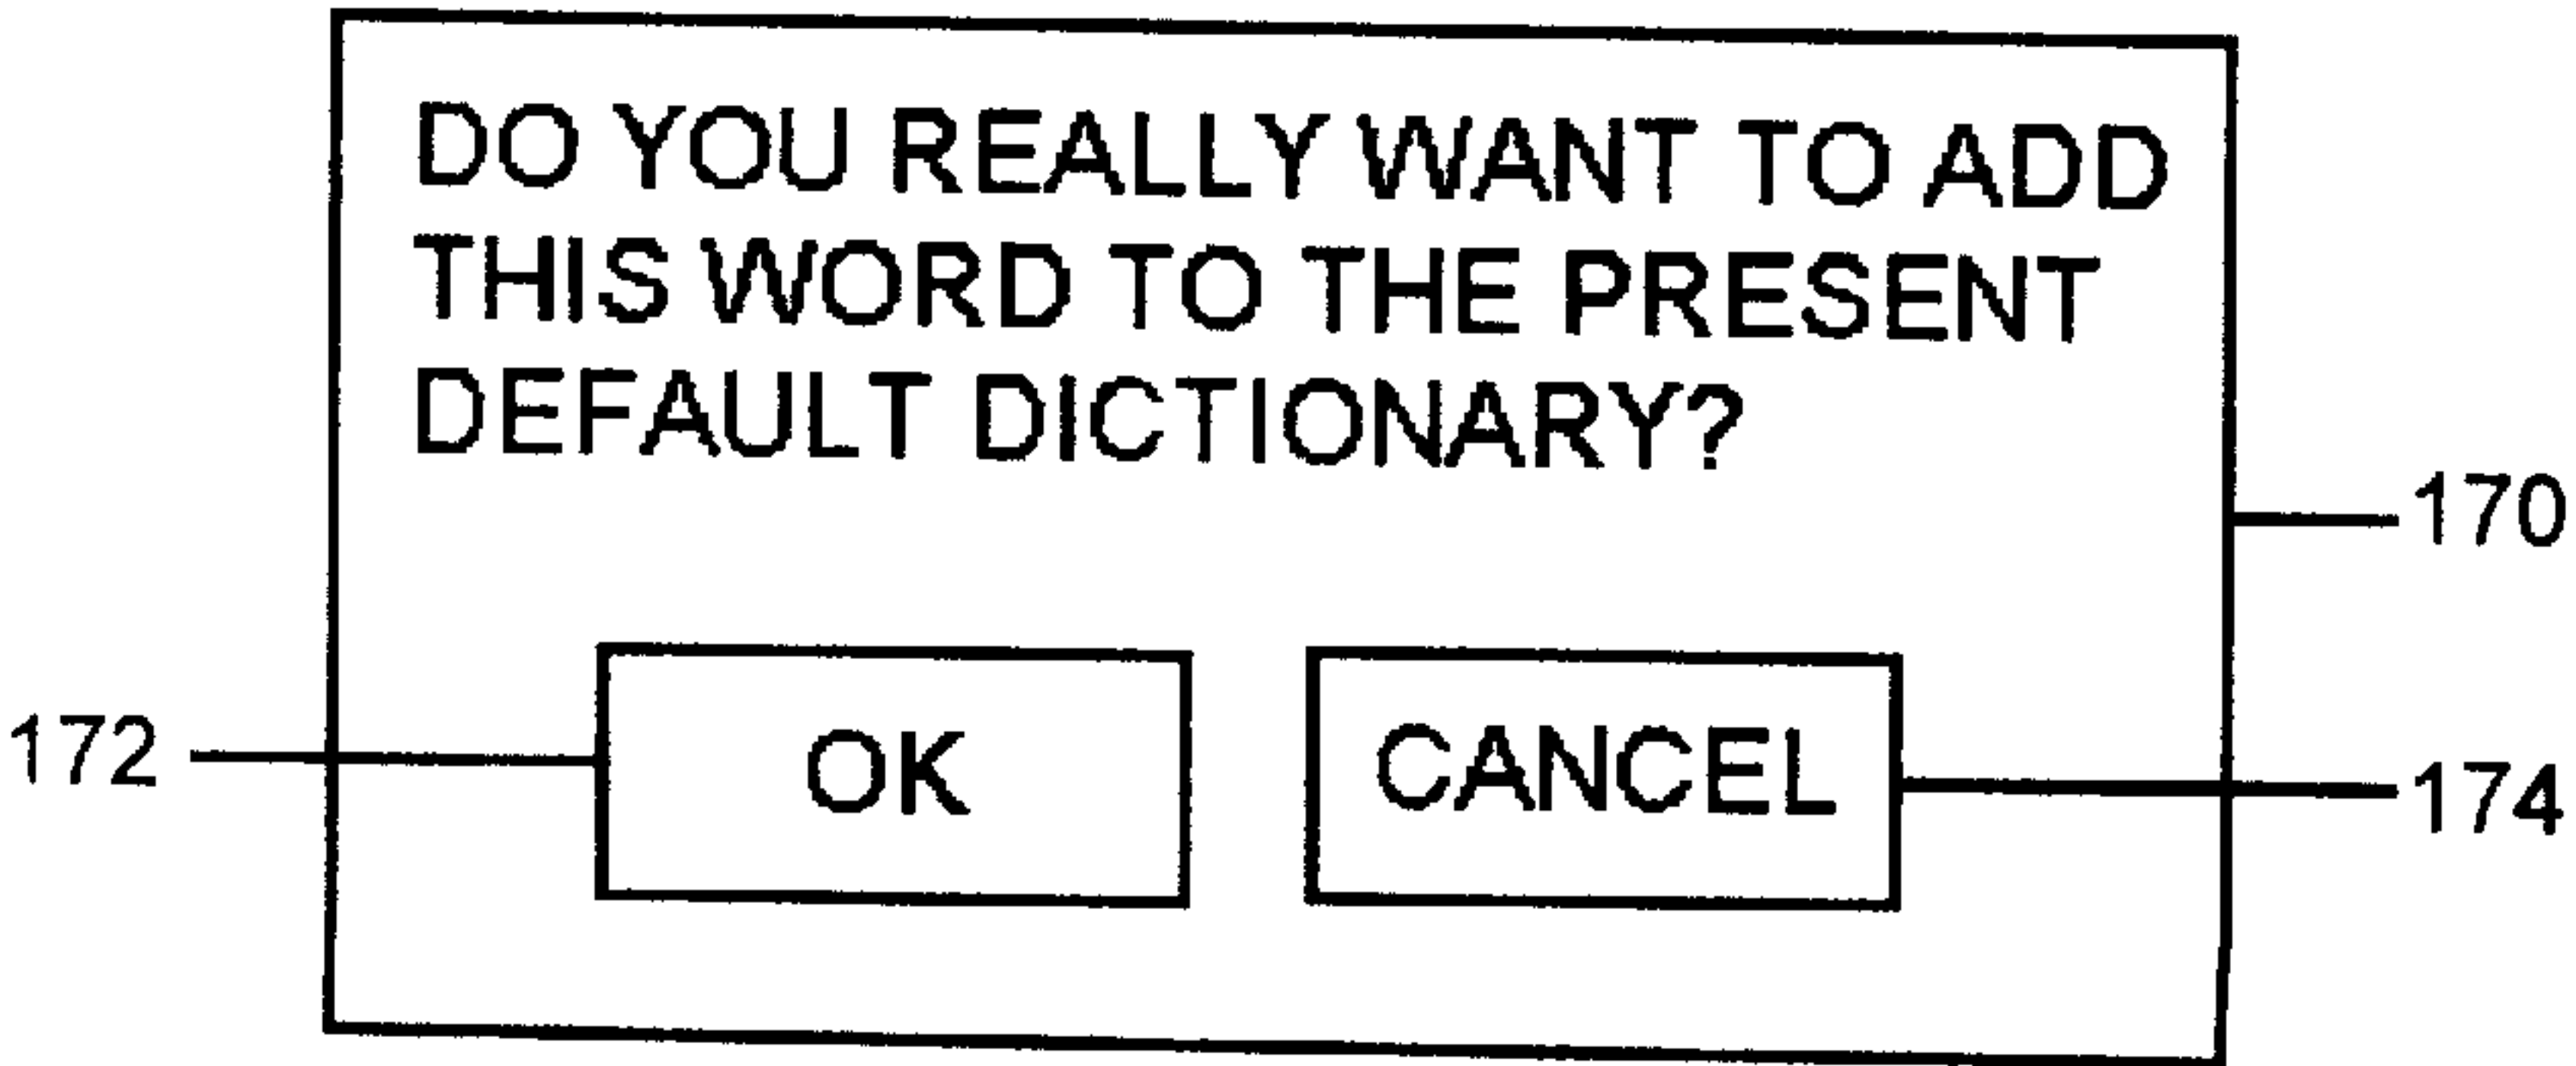 DO YOU REALLY WANT TO ADD
THIS WORD TO THE PRESENT
DEFAULT DICTIONARY?
170
172
OK
CANCEL
174